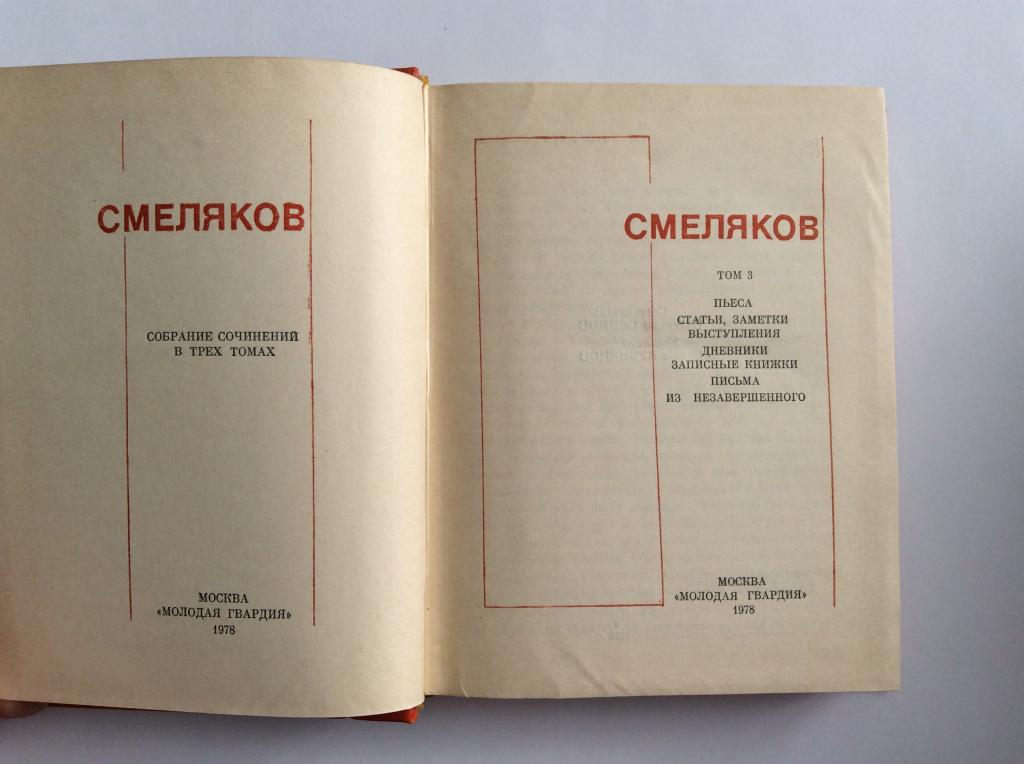 СМЕЛЯКОВ
СОБРАНИЕ СОЧИНЕНИЙ
В ТРЕХ ТОМАХ
МОСКВА
«МОЛОДАЯ ГВАРДИЯ»
1978
СМЕЛЯКОВ
ТОМ 3
ПЬЕСА
СТАТЬИ, ЗАМЕТКИ
ВЫСТУПЛЕНИЯ
ДНЕВНИКИ
ЗАПИСНЫЕ КНИЖКИ
ПИСЬМА
ИЗ НЕЗАВЕРШЕННОГО
МОСКВА
«МОЛОДАЯ ГВАРДИЯ»
1978